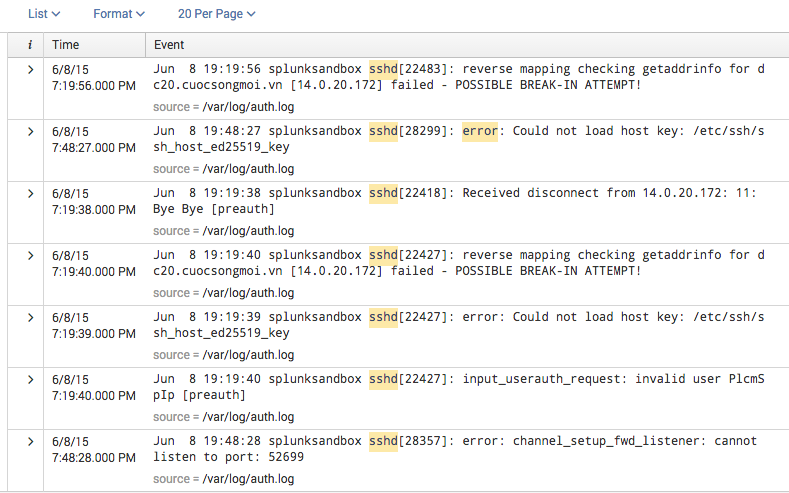 List Format 20 Per Page
i Time Event
6/8/15 Jun 8 19:19:56 splunksandbox sshd[22483]: reverse mapping checking getaddrinfo for d
7:19:56.000 PM c20.cuocsongmoi.vn [14.0.20.172] failed - POSSIBLE BREAK-IN ATTEMPT!
source = /var/log/auth.log
6/8/15 Jun 8 19:48:27 splunksandbox sshd[28299]: error: Could not load host key: /etc/ssh/s
7:48:27.000 PM sh_host_ed25519_key
source = /var/log/auth.log
6/8/15 Jun 8 19:19:38 splunksandbox sshd[22418]: Received disconnect from 14.0.20.172: 11:
7:19:38.000 PM Bye Bye [preauth]
source = /var/log/auth.log
6/8/15 Jun 8 19:19:40 splunksandbox sshd[22427]: reverse mapping checking getaddrinfo for d
7:19:40.000 PM c20.cuocsongmoi.vn [14.0.20.172] failed - POSSIBLE BREAK-IN ATTEMPT!
source = /var/log/auth.log
6/8/15 Jun 8 19:19:39 splunksandbox sshd[22427]: error: Could not load host key: /etc/ssh/s
7:19:39.000 PM sh_host_ed25519_key
source = /var/log/auth.log
6/8/15 Jun 8 19:19:40 splunksandbox sshd[22427]: input_userauth_request: invalid user PlcmS
7:19:40.000 PM pIp [preauth]
source = /var/log/auth.log
6/8/15 Jun 8 19:48:28 splunksandbox sshd[28357]: error: channel_setup_fwd_listener: cannot
7:48:28.000 PM listen to port: 52699
source = /var/log/auth.log